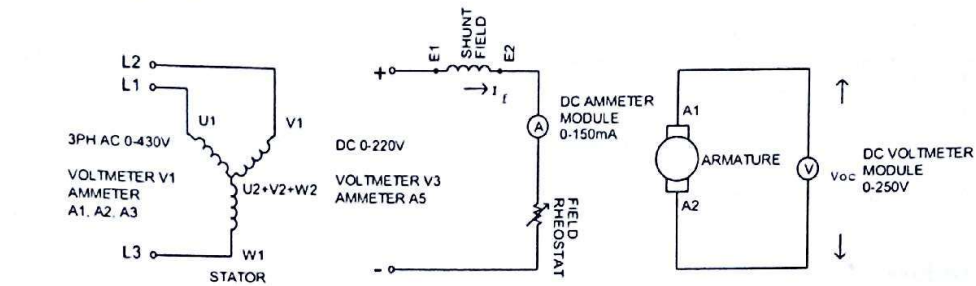 L2
L1
U1
V1
3PH AC 0-430V
VOLTMETER V1
AMMETER
A1, A2, A3
U2+V2+W2
L3
W1
STATOR
+
E1
SHUNT
FIELD
E2
I f
DC AMMETER
MODULE
0-150mA
A
DC 0-220V
VOLTMETER V3
AMMETER A5
FIELD
RHEOSTAT
-
A1
ARMATURE
A2
V
Voc
DC VOLTMETER
MODULE
0-250V